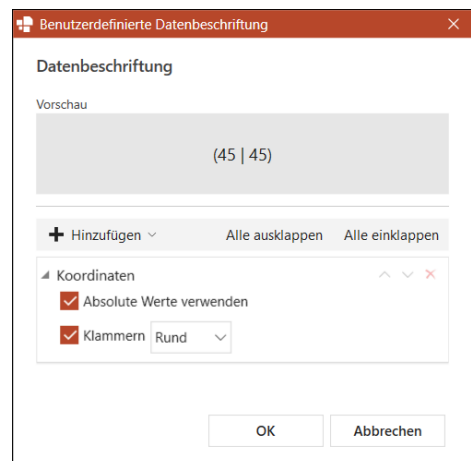 Benutzerdefinierte Datenbeschriftung
Datenbeschriftung
Vorschau
(45 | 45)
Hinzufügen Alle ausklappen Alle einklappen
Koordinaten
Absolute Werte verwenden
Klammern Rund
OK Abbrechen